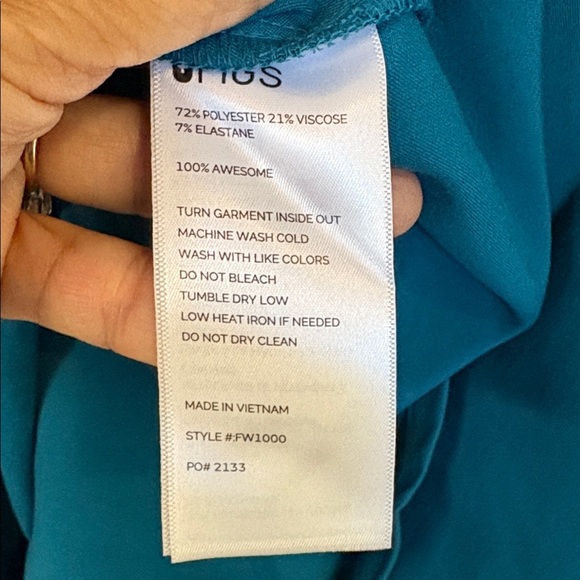 FIGS
72% POLYESTER 21% VISCOSE
7% ELASTANE
100% AWESOME
TURN GARMENT INSIDE OUT
MACHINE WASH COLD
WASH WITH LIKE COLORS
DO NOT BLEACH
TUMBLE DRY LOW
LOW HEAT IRON IF NEEDED
DO NOT DRY CLEAN
MADE IN VIETNAM
STYLE #:FW1000
PO# 2133